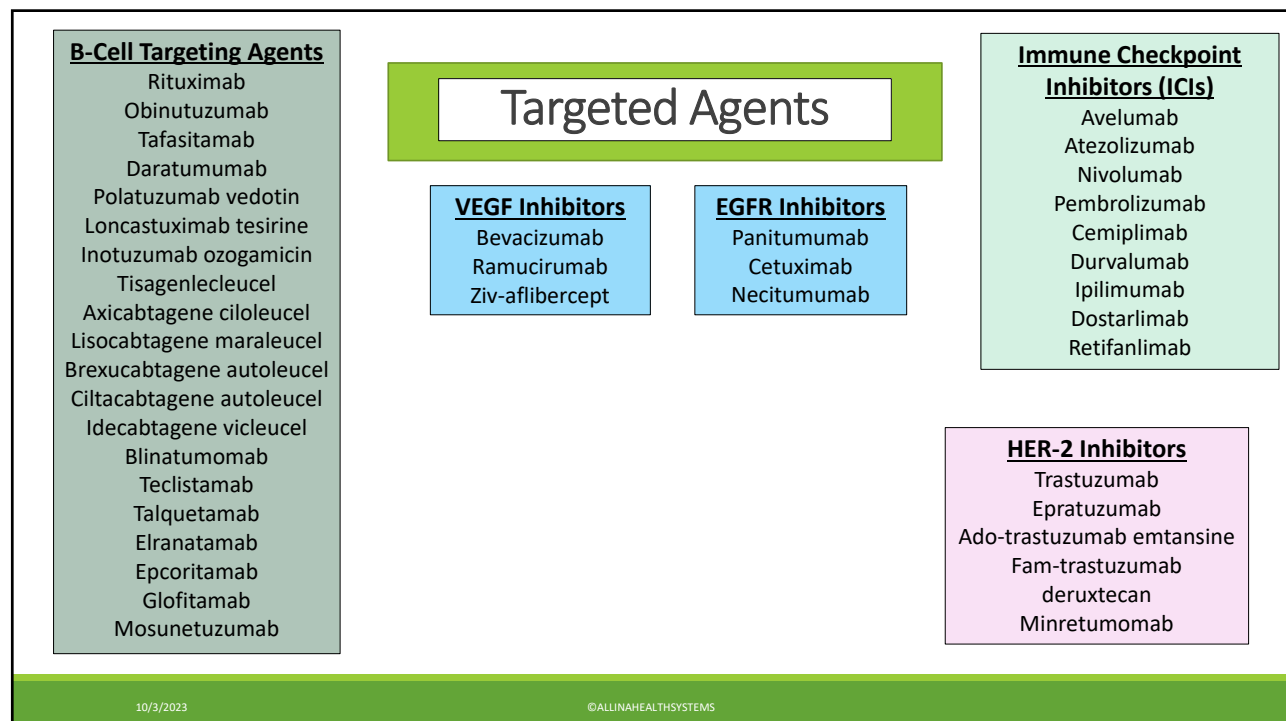 B-Cell Targeting Agents
Rituximab
Obinutuzumab
Tafasitamab
Daratumumab
Polatuzumab vedotin
Loncastuximab tesirine
Inotuzumab ozogamicin
Tisagenlecleucel
Axicabtagene ciloleucel
Lisocabtagene maraleucel
Brexucabtagene autoleucel
Ciltacabtagene autoleucel
Idecabtagene vicleucel
Blinatumomab
Teclistamab
Talquetamab
Elranatamab
Epcoritamab
Glofitamab
Mosunetuzumab
Targeted Agents
VEGF Inhibitors
Bevacizumab
Ramucirumab
Ziv-aflibercept
EGFR Inhibitors
Panitumumab
Cetuximab
Necitumumab
Immune Checkpoint
Inhibitors (ICIs)
Avelumab
Atezolizumab
Nivolumab
Pembrolizumab
Cemiplimab
Durvalumab
Ipilimumab
Dostarlimab
Retifanlimab
HER-2 Inhibitors
Trastuzumab
Epratuzumab
Ado-trastuzumab emtansine
Fam-trastuzumab
deruxtecan
Minretumomab
10/3/2023
©ALLINAHEALTHSYSTEMS